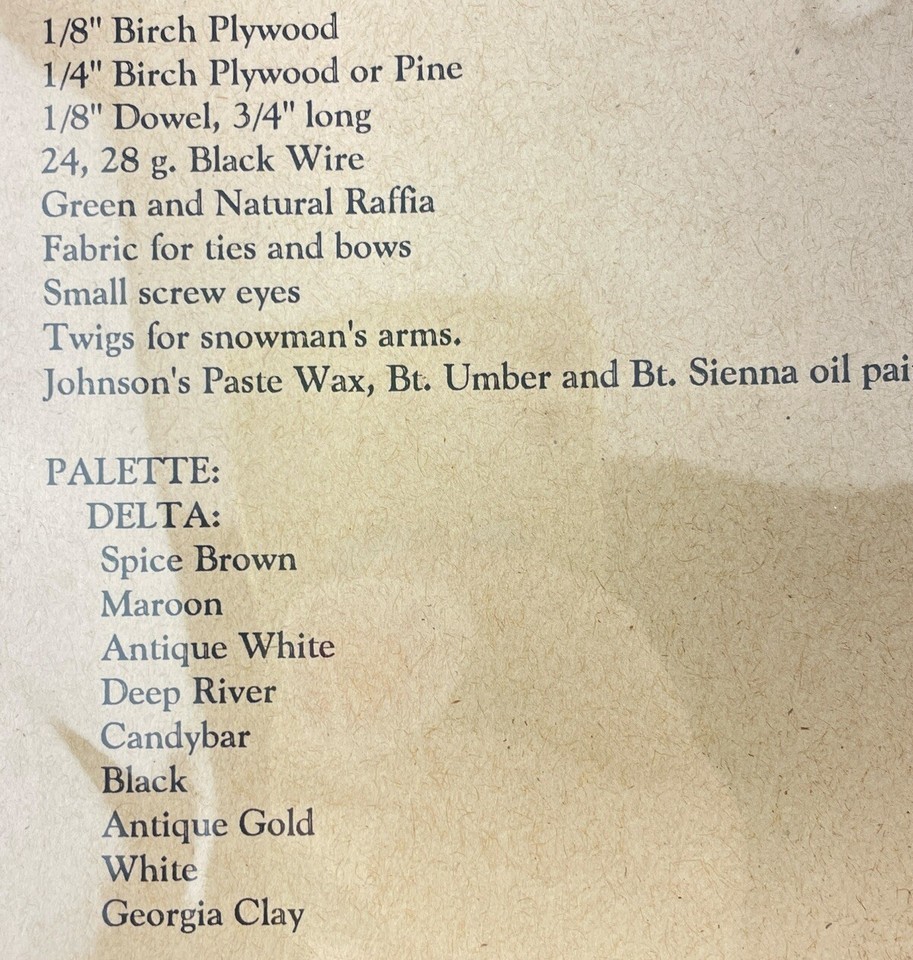 1/8" Birch Plywood
1/4" Birch Plywood or Pine
1/8" Dowel, 3/4" long
24, 28 g. Black Wire
Green and Natural Raffia
Fabric for ties and bows
Small screw eyes
Twigs for snowman's arms.
Johnson's Paste Wax, Bt. Umber and Bt. Sienna oil pai
PALETTE:
DELTA:
Spice Brown
Maroon
Antique White
Deep River
Candybar
Black
Antique Gold
White
Georgia Clay